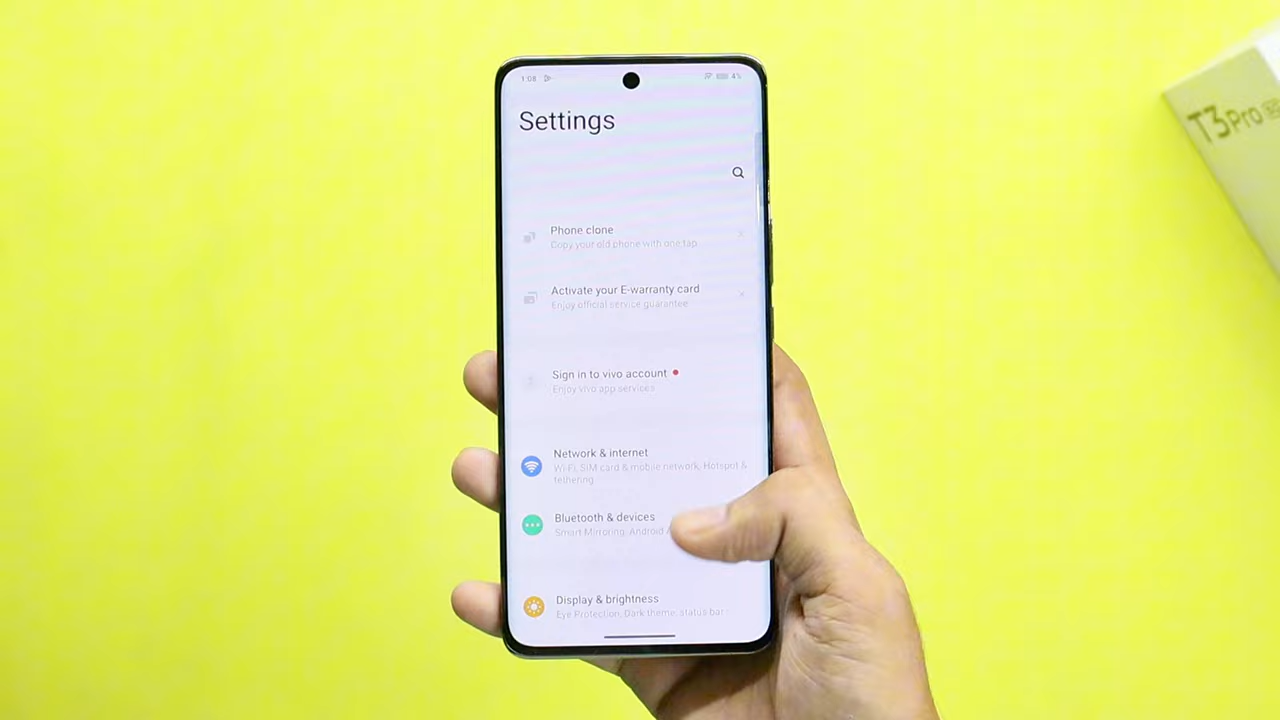 1:08
4%
Settings
Phone clone
Copy your old phone with one tap
Activate your E-warranty card
Enjoy official service guarantee
Sign in to vivo account
Enjoy vivo app services
Network & internet
Wi-Fi, SIM card & mobile network, Hotspot &
tethering
Bluetooth & devices
Smart Mirroring, Android
Display & brightness
Eye Protection, Dark theme, status bar
T3Pro